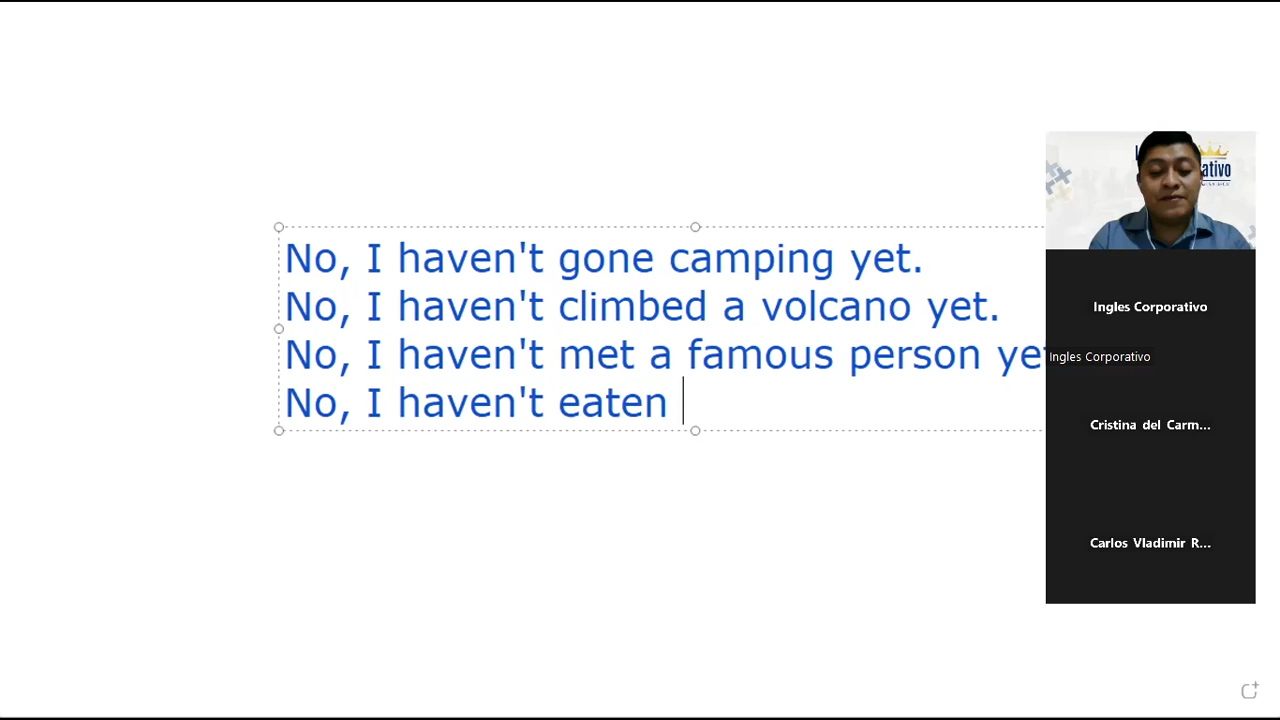 No, I haven't gone camping yet.
No, I haven't climbed a volcano yet.
No, I haven't met a famous person
No, I haven't eaten
ativo
Ingles Corporativo
Ingles Corporativo
Cristina del Carm...
Carlos Vladimir R...